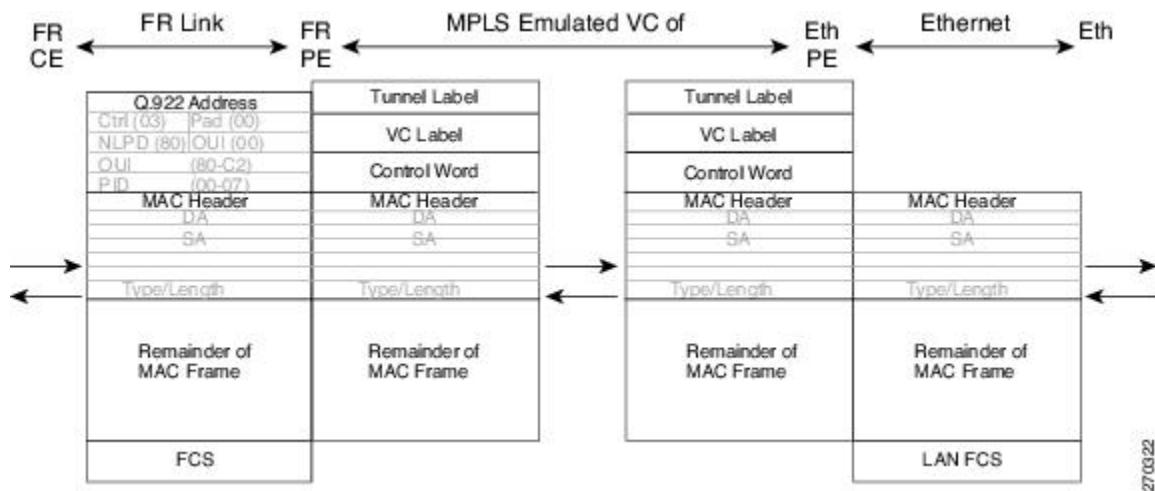 FR CE
FR Link
FR PE
MPLS Emulated VC of
Eth PE
Ethernet
Eth
Q.922 Address
Ctrl (03) Pad (00)
NLPD (80) OUI (00)
OUI (80-C2)
PID (00-07)
MAC Header
DA
SA
Type/Length
Remainder of
MAC Frame
FCS
Tunnel Label
VC Label
Control Word
MAC Header
DA
SA
Type/Length
Remainder of
MAC Frame
Tunnel Label
VC Label
Control Word
MAC Header
DA
SA
Type/Length
Remainder of
MAC Frame
MAC Header
DA
SA
Type/Length
Remainder of
MAC Frame
LAN FCS
270322